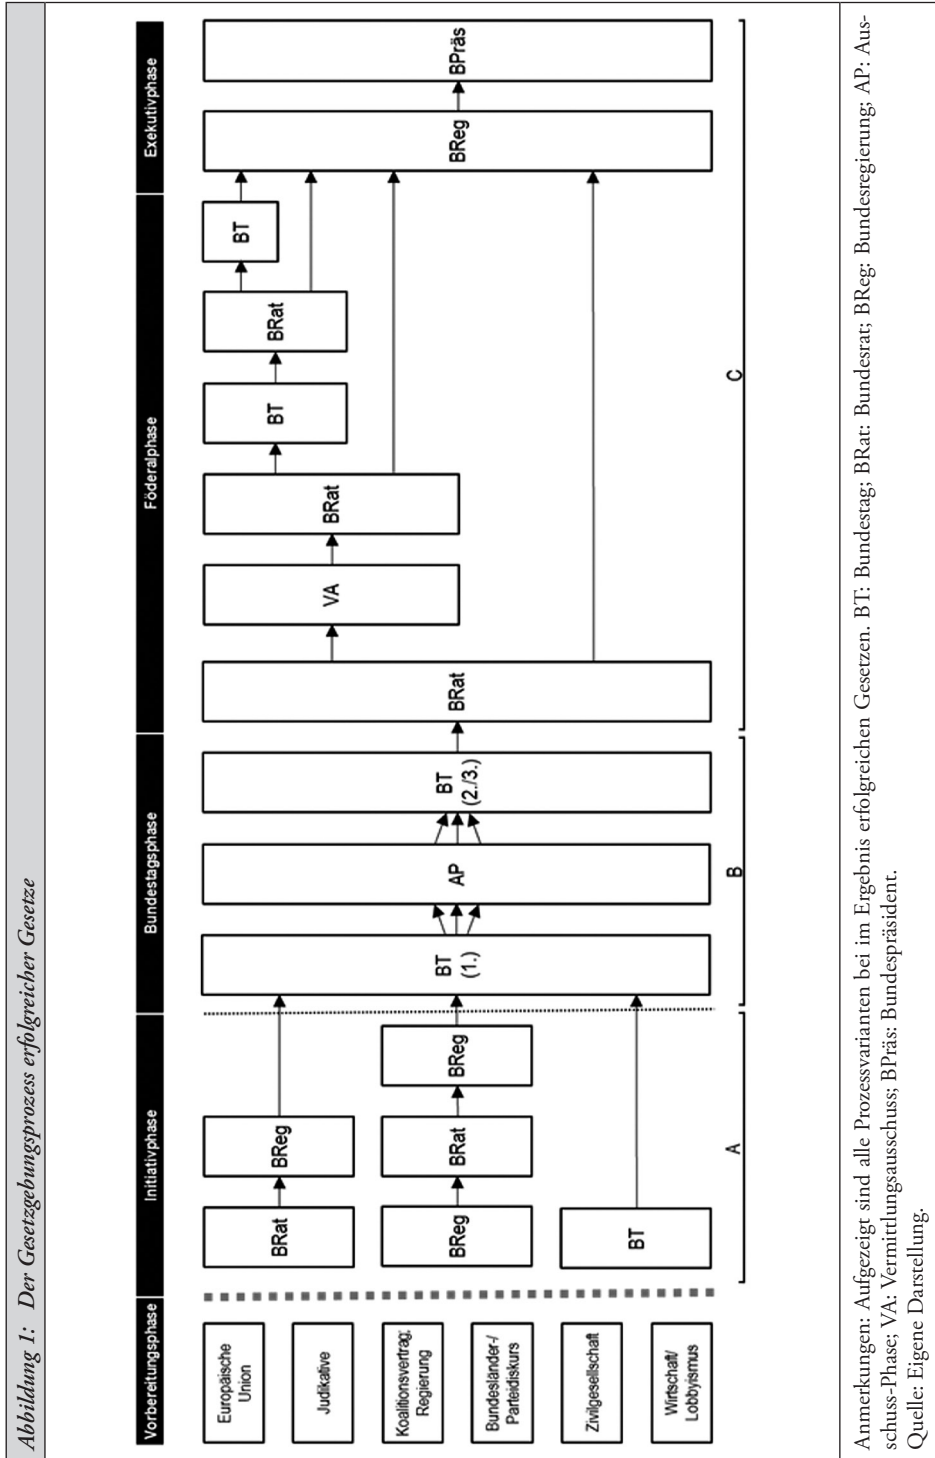 Abbildung 1: Der Gesetzgebungsprozess erfolgreicher Gesetze
Vorbereitungsphase
Initiativphase
Bundestagsphase
Föderalphase
Exekutivphase
Europäische
Union
Judikative
Koalitionsvertrag;
Regierung
Bundesländer-/
Parteidiskurs
Zivilgesellschaft
Wirtschaft/
Lobbyismus
BRat
BReg
BReg
BRat
BReg
BT
BT
(1.)
AP
BT
(2./3.)
BRat
VA
BRat
BT
BRat
BT
BReg
BPräs
A
B
C
Anmerkungen: Aufgezeigt sind alle Prozessvarianten bei im Ergebnis erfolgreichen Gesetzen. BT: Bundestag; BRat: Bundesrat; BReg: Bundesregierung; AP: Aus-
schuss-Phase; VA: Vermittlungsausschuss; BPräs: Bundespräsident.
Quelle: Eigene Darstellung.